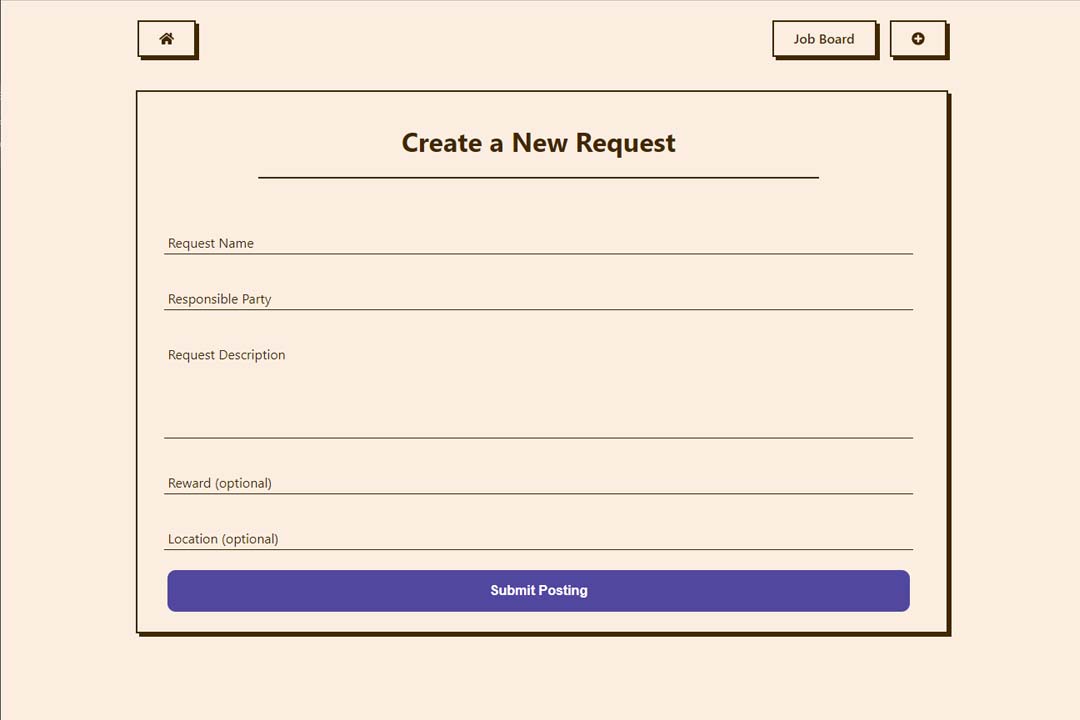 Job Board
Create a New Request
Request Name
Responsible Party
Request Description
Reward (optional)
Location (optional)
Submit Posting